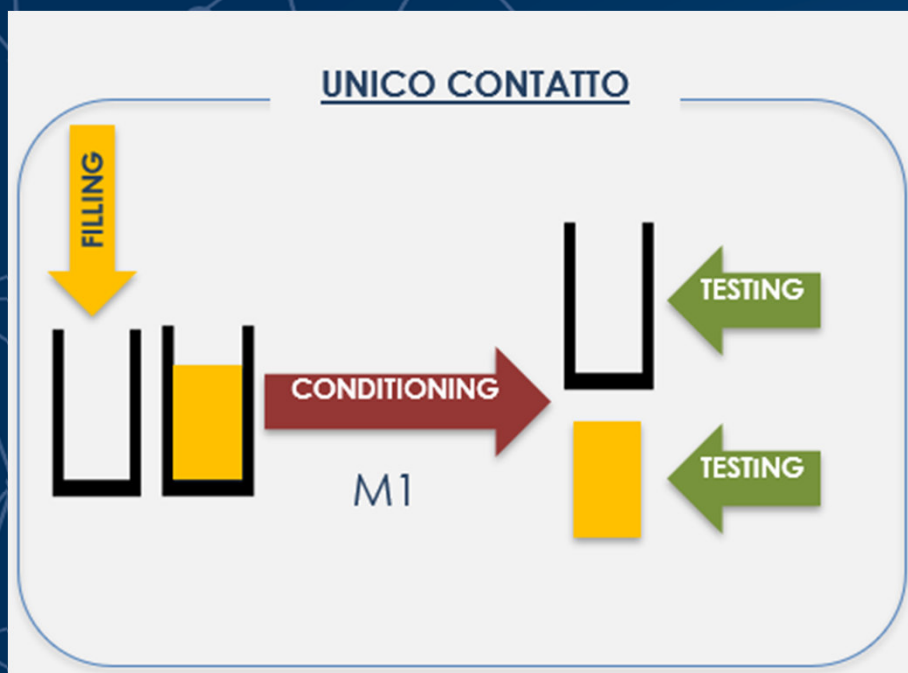 UNICO CONTATTO
FILLING
CONDITIONING
M1
TESTING
TESTING